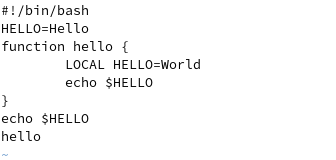 #!/bin/bash
HELLO=Hello
function hello {
        LOCAL HELLO=World
        echo $HELLO
}
echo $HELLO
hello
~